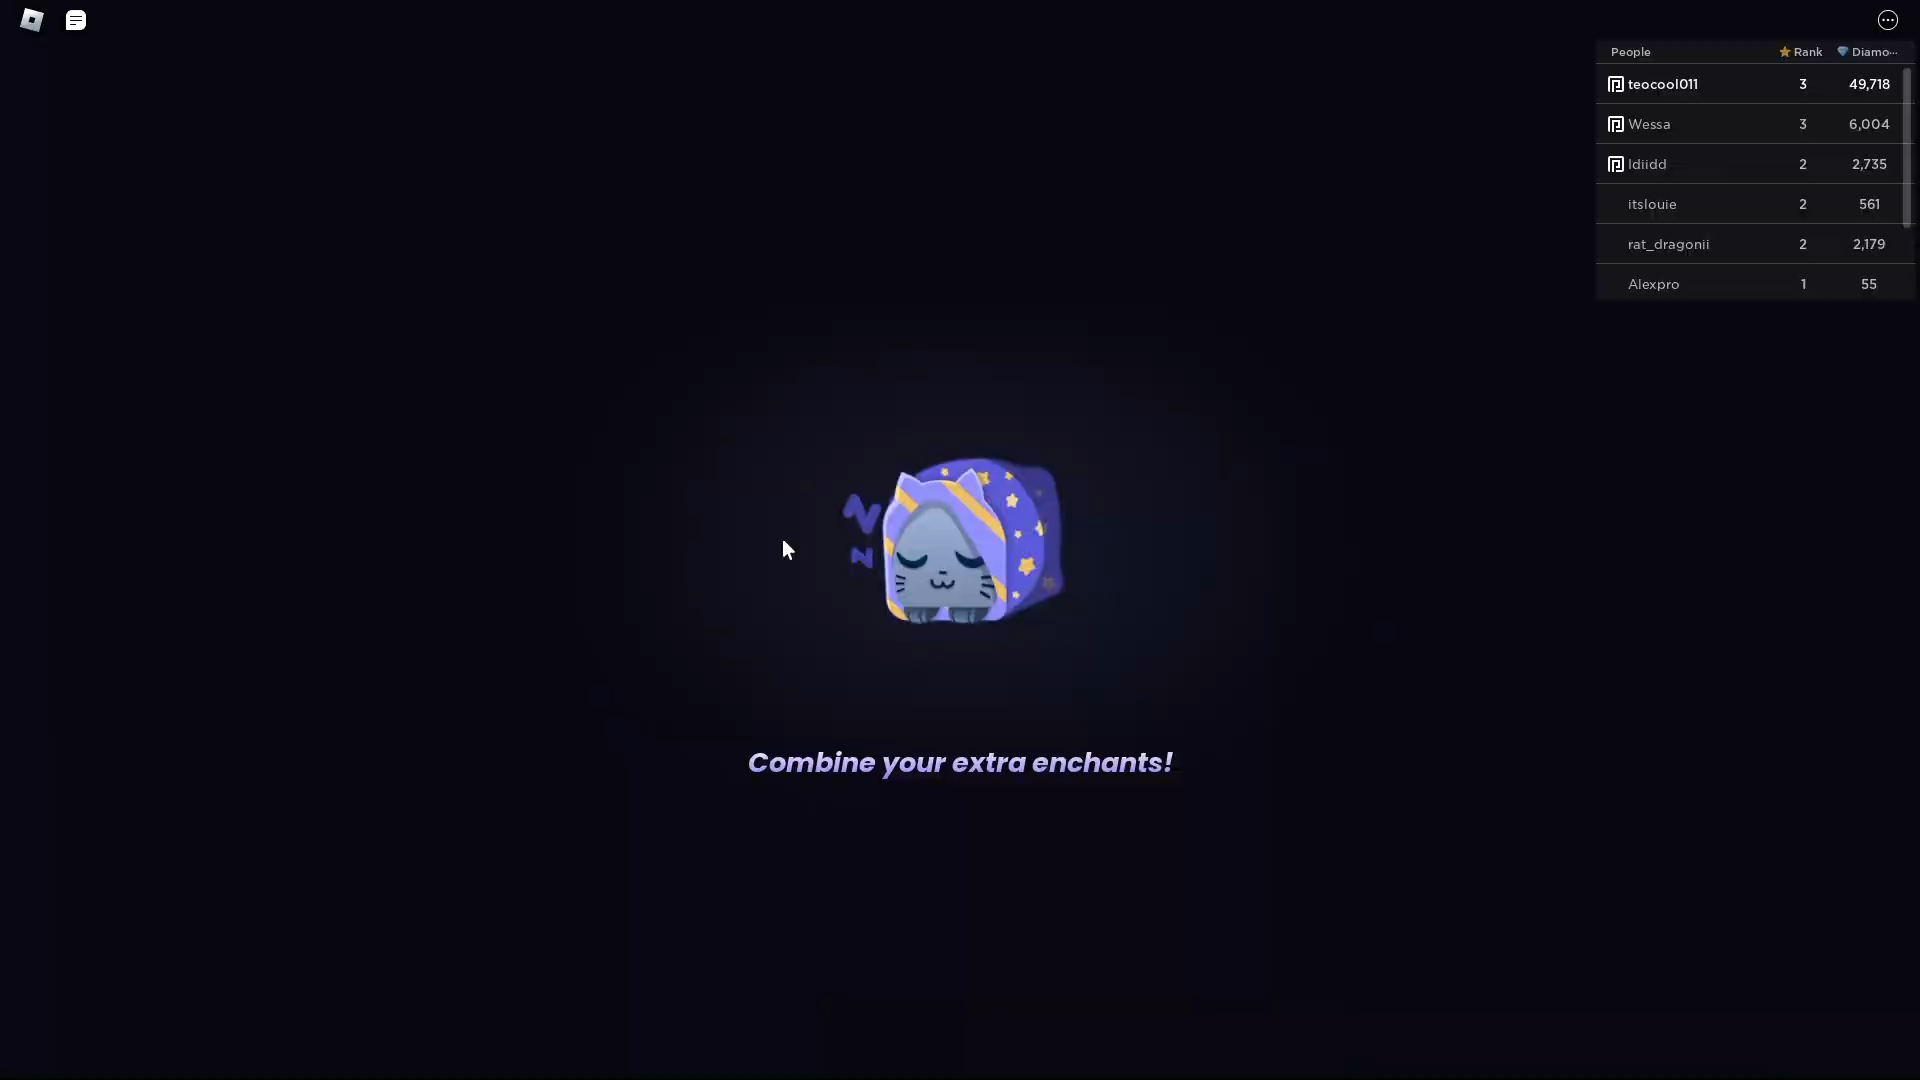 People Rank Diamo...
teocool011 3 49,718
Wessa 3 6,004
ldiidd 2 2,735
itslouie 2 561
rat_dragonii 2 2,179
Alexpro 1 55
Combine your extra enchants!